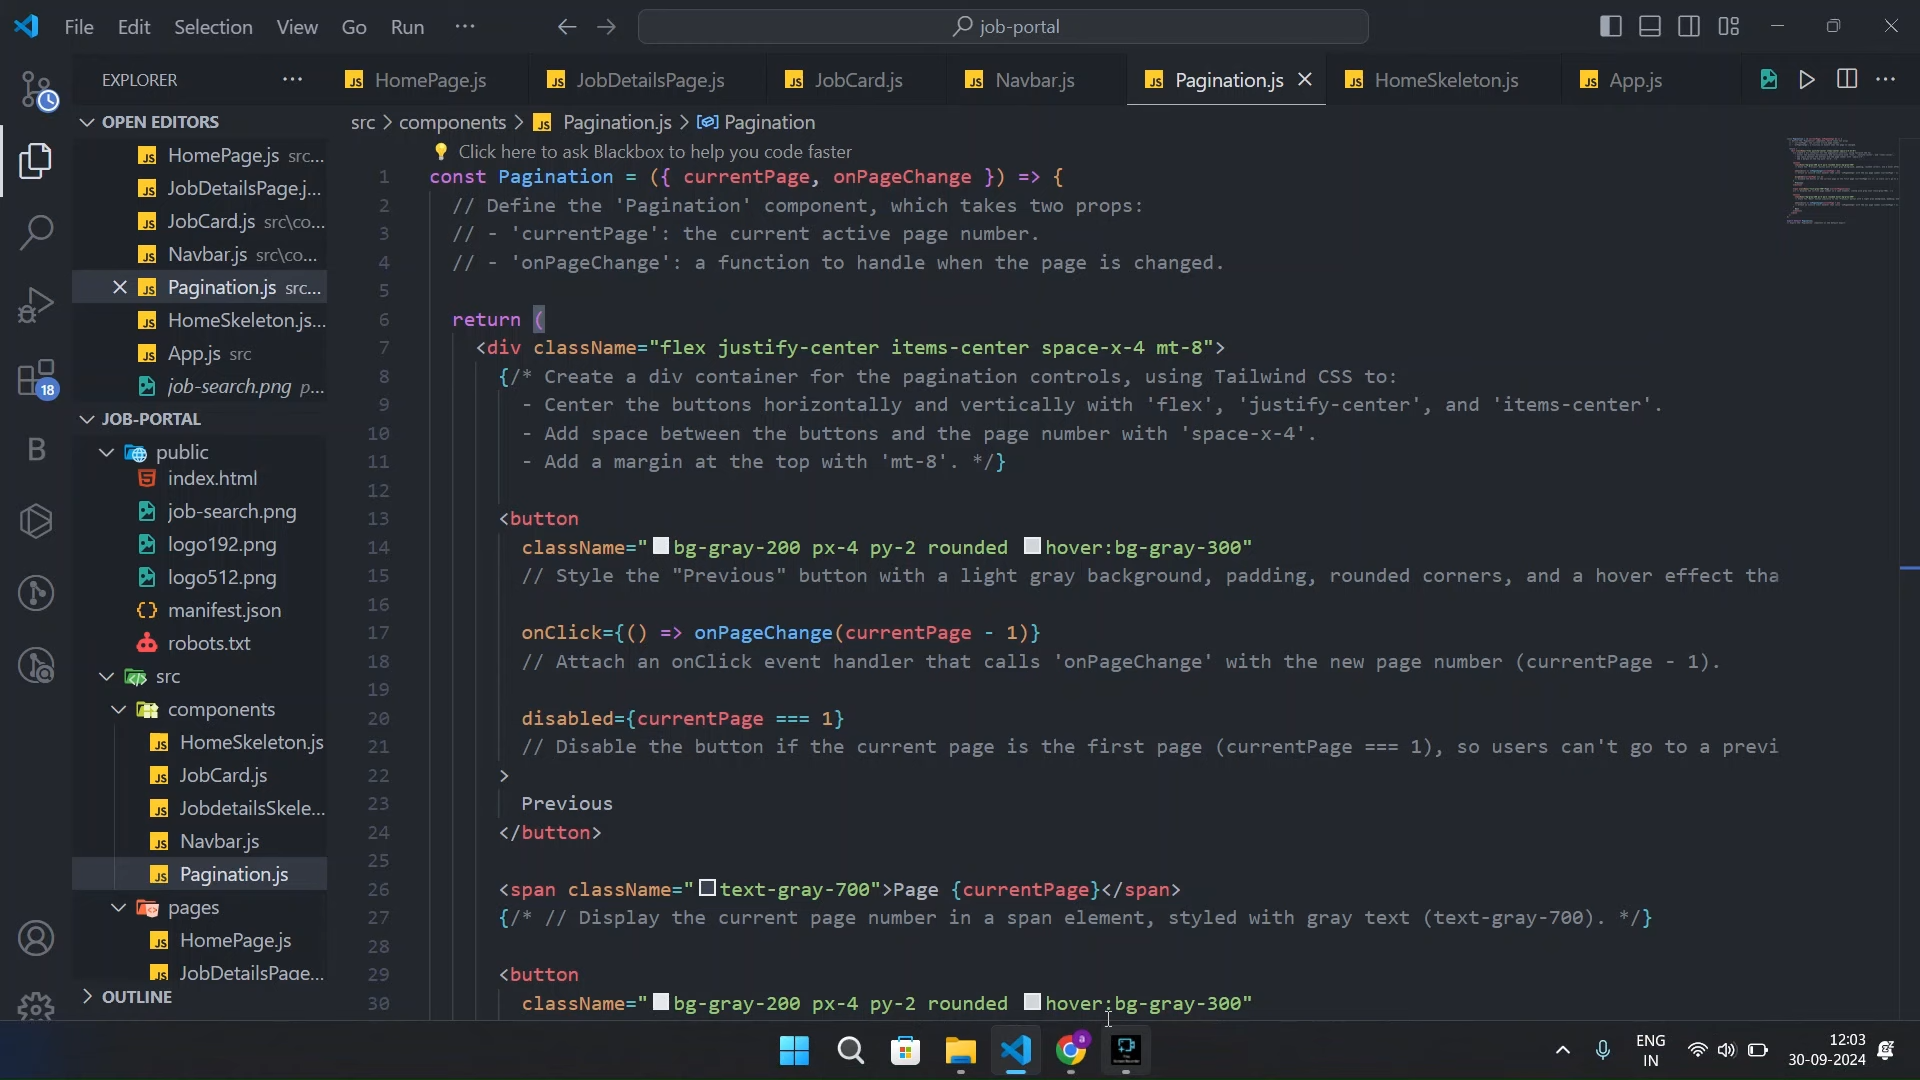 File Edit Selection View Go Run ··· job-portal
EXPLORER ··· HomePage.js JobDetailsPage.js JobCard.js Navbar.js Pagination.js HomeSkeleton.js App.js
OPEN EDITORS
HomePage.js src...
JobDetailsPage.j...
JobCard.js src\co...
Navbar.js src\co...
Pagination.js src...
HomeSkeleton.js...
App.js src
job-search.png p...
JOB-PORTAL
public
index.html
job-search.png
logo192.png
logo512.png
manifest.json
robots.txt
src
components
HomeSkeleton.js
JobCard.js
JobdetailsSkele...
Navbar.js
Pagination.js
pages
HomePage.js
JobDetailsPage...
OUTLINE
18
B
src > components > Pagination.js > Pagination
Click here to ask Blackbox to help you code faster
1 const Pagination = ({ currentPage, onPageChange }) => {
2 // Define the 'Pagination' component, which takes two props:
3 // - 'currentPage': the current active page number.
4 // - 'onPageChange': a function to handle when the page is changed.
5
6 return (
7 <div className="flex justify-center items-center space-x-4 mt-8">
8 {/* Create a div container for the pagination controls, using Tailwind CSS to:
9 - Center the buttons horizontally and vertically with 'flex', 'justify-center', and 'items-center'.
10 - Add space between the buttons and the page number with 'space-x-4'.
11 - Add a margin at the top with 'mt-8'. */}
12
13 <button
14 className="bg-gray-200 px-4 py-2 rounded hover:bg-gray-300"
15 // Style the "Previous" button with a light gray background, padding, rounded corners, and a hover effect tha
16
17 onClick={() => onPageChange(currentPage - 1)}
18 // Attach an onClick event handler that calls 'onPageChange' with the new page number (currentPage - 1).
19
20 disabled={currentPage === 1}
21 // Disable the button if the current page is the first page (currentPage === 1), so users can't go to a previ
22 >
23 Previous
24 </button>
25
26 <span className="text-gray-700">Page {currentPage}</span>
27 {/* // Display the current page number in a span element, styled with gray text (text-gray-700). */}
28
29 <button
30 className="bg-gray-200 px-4 py-2 rounded hover:bg-gray-300"
a
ENG
IN
12:03
30-09-2024